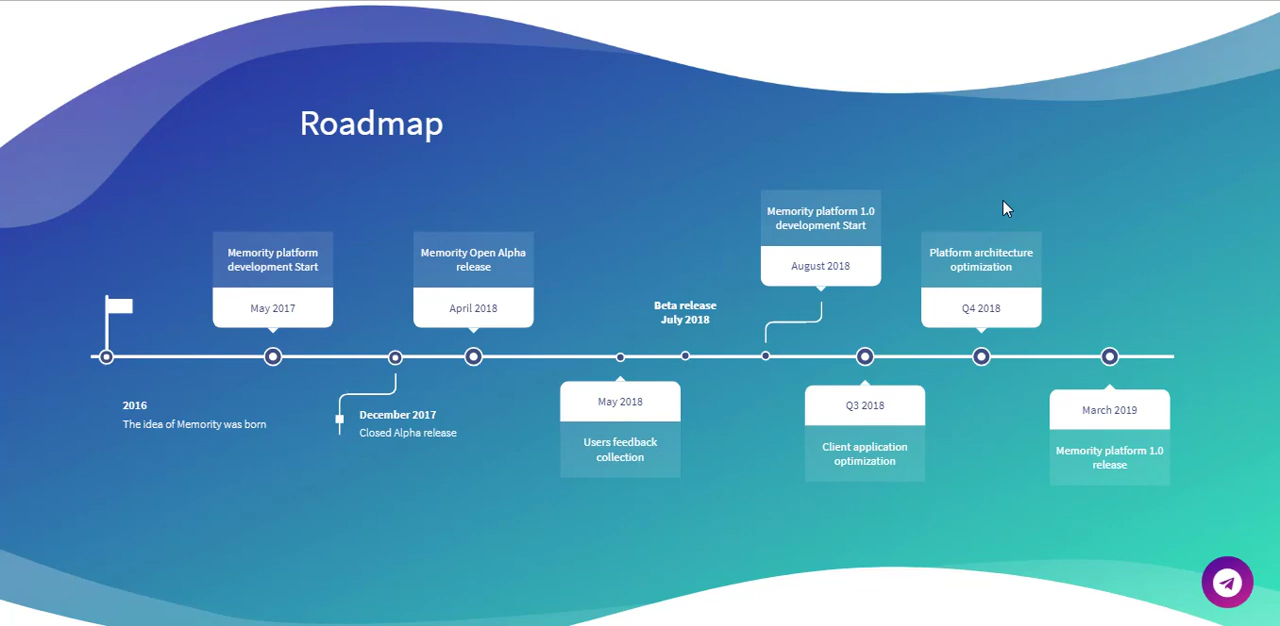 Roadmap
2016
The idea of Memority was born
Memority platform
development Start
May 2017
December 2017
Closed Alpha release
Memority Open Alpha
release
April 2018
May 2018
Users feedback
collection
Beta release
July 2018
Memority platform 1.0
development Start
August 2018
Q3 2018
Client application
optimization
Platform architecture
optimization
Q4 2018
March 2019
Memority platform 1.0
release